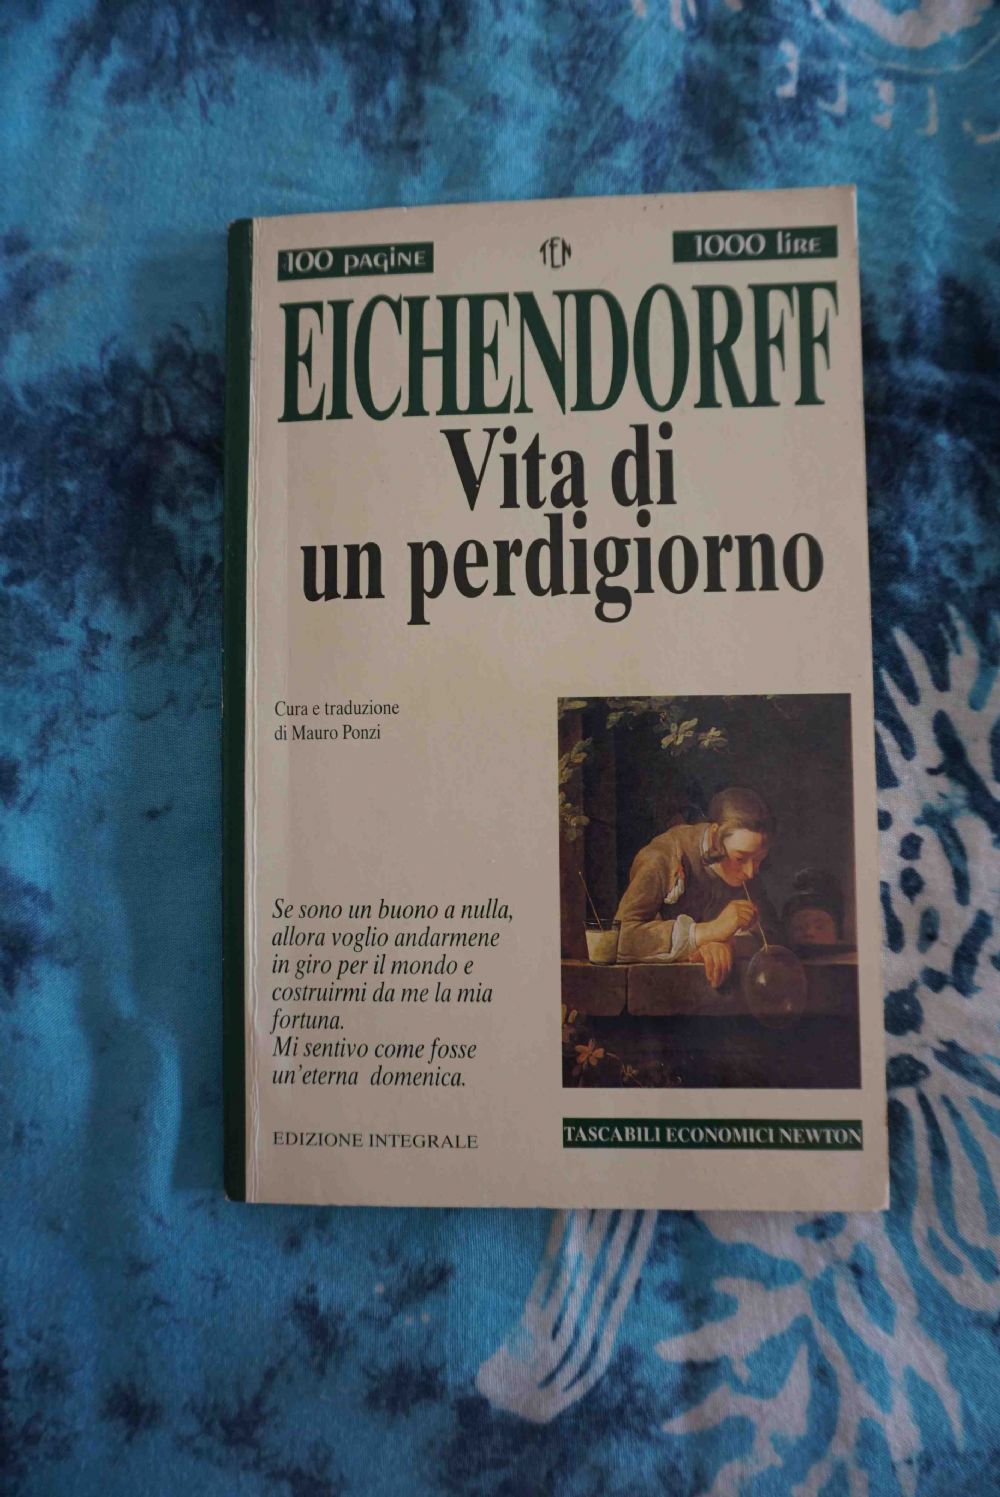 100 pagine
TEN
1000 lire
EICHENDORFF
Vita di
un perdigiorno
Cura e traduzione
di Mauro Ponzi
Se sono un buono a nulla,
allora voglio andarmene
in giro per il mondo e
costruirmi da me la mia
fortuna.
Mi sentivo come fosse
un'eterna domenica.
EDIZIONE INTEGRALE
TASCABILI ECONOMICI NEWTON